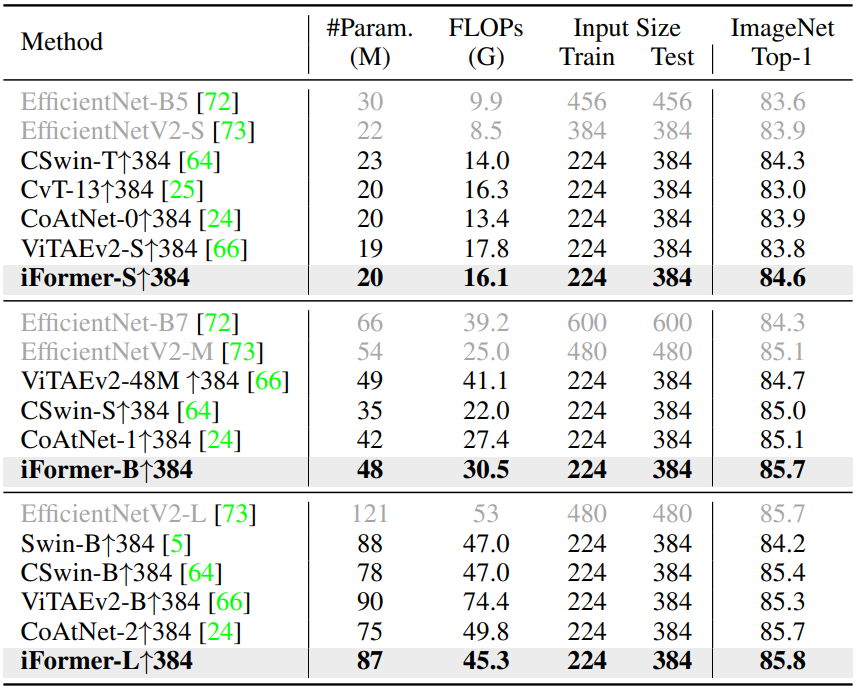 Method #Param. (M) FLOPs (G) Input Size Train Test ImageNet Top-1
EfficientNet-B5 [72] 30 9.9 456 456 83.6
EfficientNetV2-S [73] 22 8.5 384 384 83.9
CSwin-T↑384 [64] 23 14.0 224 384 84.3
CvT-13↑384 [25] 20 16.3 224 384 83.0
CoAtNet-0↑384 [24] 20 13.4 224 384 83.9
ViTAEv2-S↑384 [66] 19 17.8 224 384 83.8
iFormer-S↑384 20 16.1 224 384 84.6
EfficientNet-B7 [72] 66 39.2 600 600 84.3
EfficientNetV2-M [73] 54 25.0 480 480 85.1
ViTAEv2-48M ↑384 [66] 49 41.1 224 384 84.7
CSwin-S↑384 [64] 35 22.0 224 384 85.0
CoAtNet-1↑384 [24] 42 27.4 224 384 85.1
iFormer-B↑384 48 30.5 224 384 85.7
EfficientNetV2-L [73] 121 53 480 480 85.7
Swin-B↑384 [5] 88 47.0 224 384 84.2
CSwin-B↑384 [64] 78 47.0 224 384 85.4
ViTAEv2-B↑384 [66] 90 74.4 224 384 85.3
CoAtNet-2↑384 [24] 75 49.8 224 384 85.7
iFormer-L↑384 87 45.3 224 384 85.8